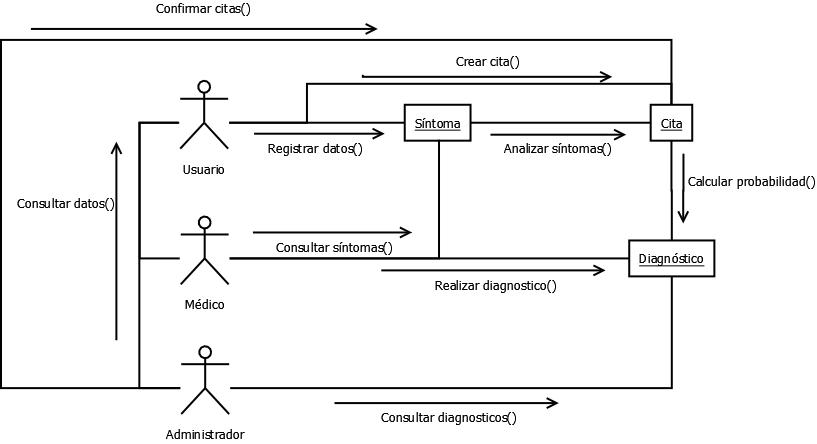 Confirmar citas()
Crear cita()
Síntoma
Cita
Registrar datos()
Analizar síntomas()
Usuario
Calcular probabilidad()
Consultar datos()
Consultar síntomas()
Diagnóstico
Realizar diagnostico()
Médico
Consultar diagnosticos()
Administrador